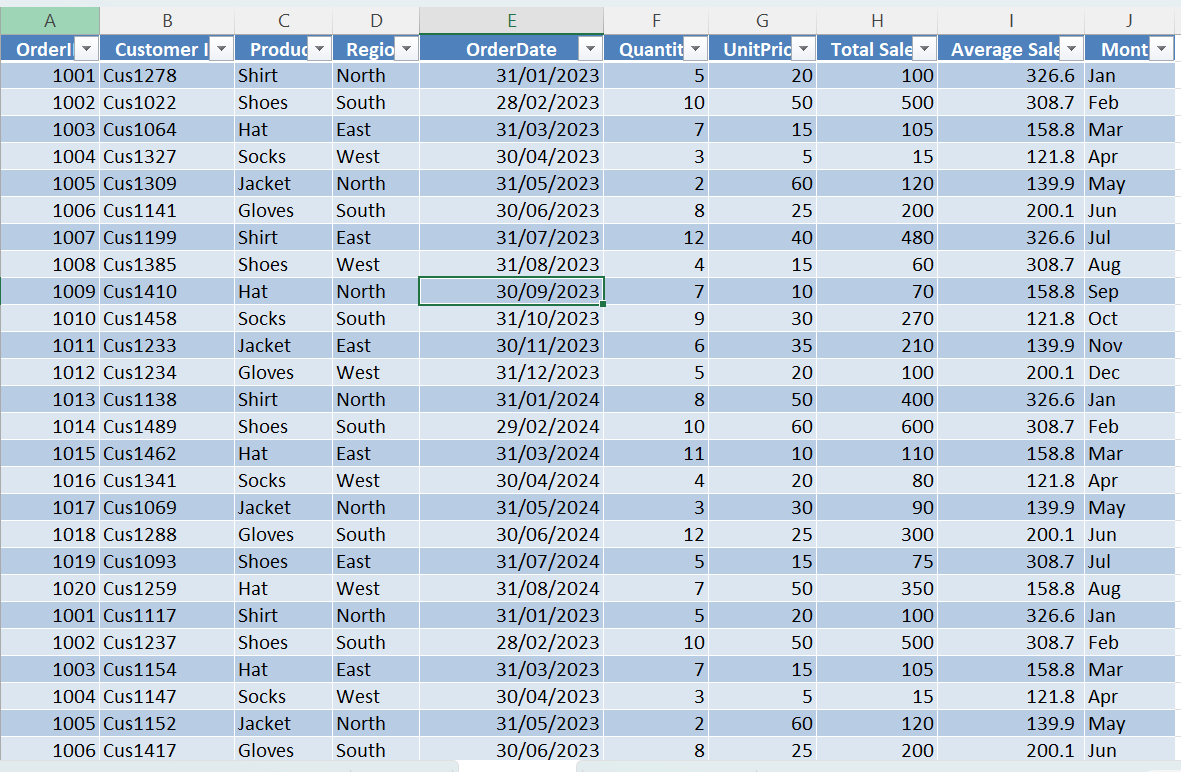 A B C D E F G H I J
OrderI Customer I Produc Regio OrderDate Quantit UnitPric Total Sale Average Sale Mont
1001 Cus1278 Shirt North 31/01/2023 5 20 100 326.6 Jan
1002 Cus1022 Shoes South 28/02/2023 10 50 500 308.7 Feb
1003 Cus1064 Hat East 31/03/2023 7 15 105 158.8 Mar
1004 Cus1327 Socks West 30/04/2023 3 5 15 121.8 Apr
1005 Cus1309 Jacket North 31/05/2023 2 60 120 139.9 May
1006 Cus1141 Gloves South 30/06/2023 8 25 200 200.1 Jun
1007 Cus1199 Shirt East 31/07/2023 12 40 480 326.6 Jul
1008 Cus1385 Shoes West 31/08/2023 4 15 60 308.7 Aug
1009 Cus1410 Hat North 30/09/2023 7 10 70 158.8 Sep
1010 Cus1458 Socks South 31/10/2023 9 30 270 121.8 Oct
1011 Cus1233 Jacket East 30/11/2023 6 35 210 139.9 Nov
1012 Cus1234 Gloves West 31/12/2023 5 20 100 200.1 Dec
1013 Cus1138 Shirt North 31/01/2024 8 50 400 326.6 Jan
1014 Cus1489 Shoes South 29/02/2024 10 60 600 308.7 Feb
1015 Cus1462 Hat East 31/03/2024 11 10 110 158.8 Mar
1016 Cus1341 Socks West 30/04/2024 4 20 80 121.8 Apr
1017 Cus1069 Jacket North 31/05/2024 3 30 90 139.9 May
1018 Cus1288 Gloves South 30/06/2024 12 25 300 200.1 Jun
1019 Cus1093 Shoes East 31/07/2024 5 15 75 308.7 Jul
1020 Cus1259 Hat West 31/08/2024 7 50 350 158.8 Aug
1001 Cus1117 Shirt North 31/01/2023 5 20 100 326.6 Jan
1002 Cus1237 Shoes South 28/02/2023 10 50 500 308.7 Feb
1003 Cus1154 Hat East 31/03/2023 7 15 105 158.8 Mar
1004 Cus1147 Socks West 30/04/2023 3 5 15 121.8 Apr
1005 Cus1152 Jacket North 31/05/2023 2 60 120 139.9 May
1006 Cus1417 Gloves South 30/06/2023 8 25 200 200.1 Jun